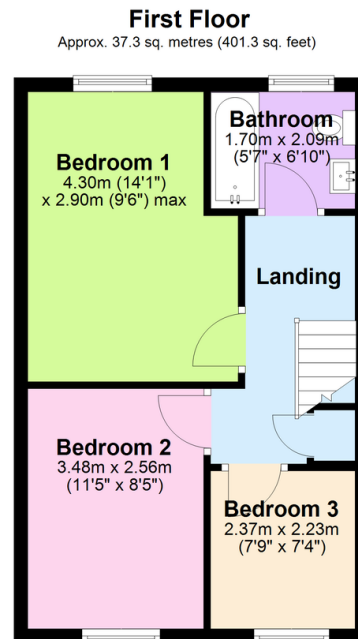 First Floor
Approx. 37.3 sq. metres (401.3 sq. feet)
Bathroom
1.70m x 2.09m
(5'7" x 6'10")
Bedroom 1
4.30m (14'1")
x 2.90m (9'6") max
Landing
Bedroom 2
3.48m x 2.56m
(11'5" x 8'5")
Bedroom 3
2.37m x 2.23m
(7'9" x 7'4")